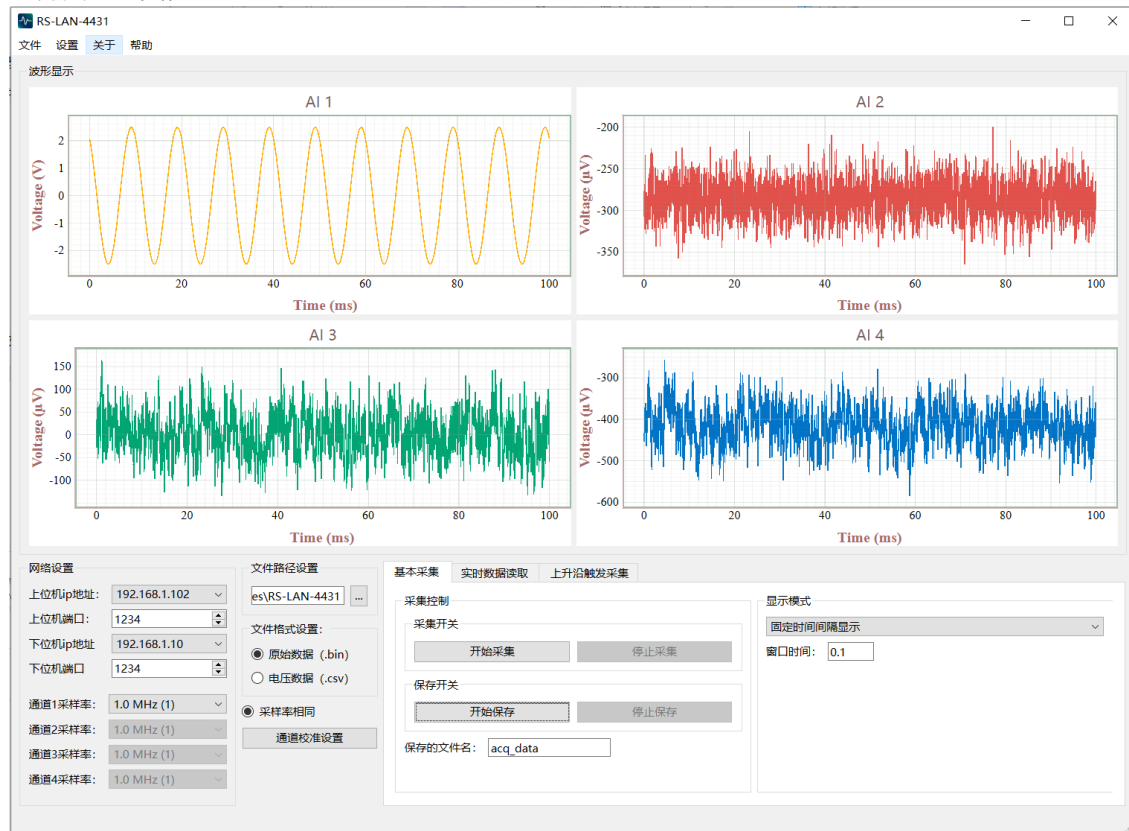 RS-LAN-4431
文件 设置 关于 帮助
波形显示
AI 1
Voltage (V)
2
1
0
-1
-2
0 20 40 60 80 100
Time (ms)
AI 2
Voltage (µV)
-200
-250
-300
-350
0 20 40 60 80 100
Time (ms)
AI 3
Voltage (µV)
150
100
50
0
-50
-100
0 20 40 60 80 100
Time (ms)
AI 4
Voltage (µV)
-300
-400
-500
-600
0 20 40 60 80 100
Time (ms)
网络设置
上位机ip地址: 192.168.1.102
上位机端口: 1234
下位机ip地址 192.168.1.10
下位机端口 1234
通道1采样率: 1.0 MHz (1)
通道2采样率: 1.0 MHz (1)
通道3采样率: 1.0 MHz (1)
通道4采样率: 1.0 MHz (1)
文件路径设置
es\RS-LAN-4431 ...
文件格式设置:
原始数据 (.bin)
电压数据 (.csv)
采样率相同
通道校准设置
基本采集 实时数据读取 上升沿触发采集
采集控制
采集开关
开始采集 停止采集
保存开关
开始保存 停止保存
保存的文件名: acq_data
显示模式
固定时间间隔显示
窗口时间: 0.1